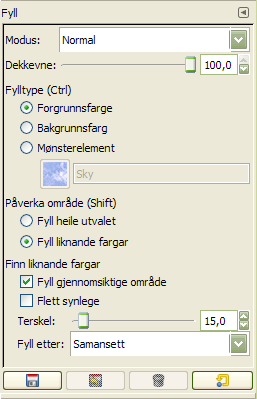 Fyll
Modus: Normal
Dekkevne: 100,0
Fylltype (Ctrl)
Forgrunnsfarge
Bakgrunnsfarg
Mønsterelement
Sky
Påverka område (Shift)
Fyll heile utvalet
Fyll liknande fargar
Finn liknande fargar
Fyll gjennomsiktige område
Flett synlege
Terskel: 15,0
Fyll etter: Samansett